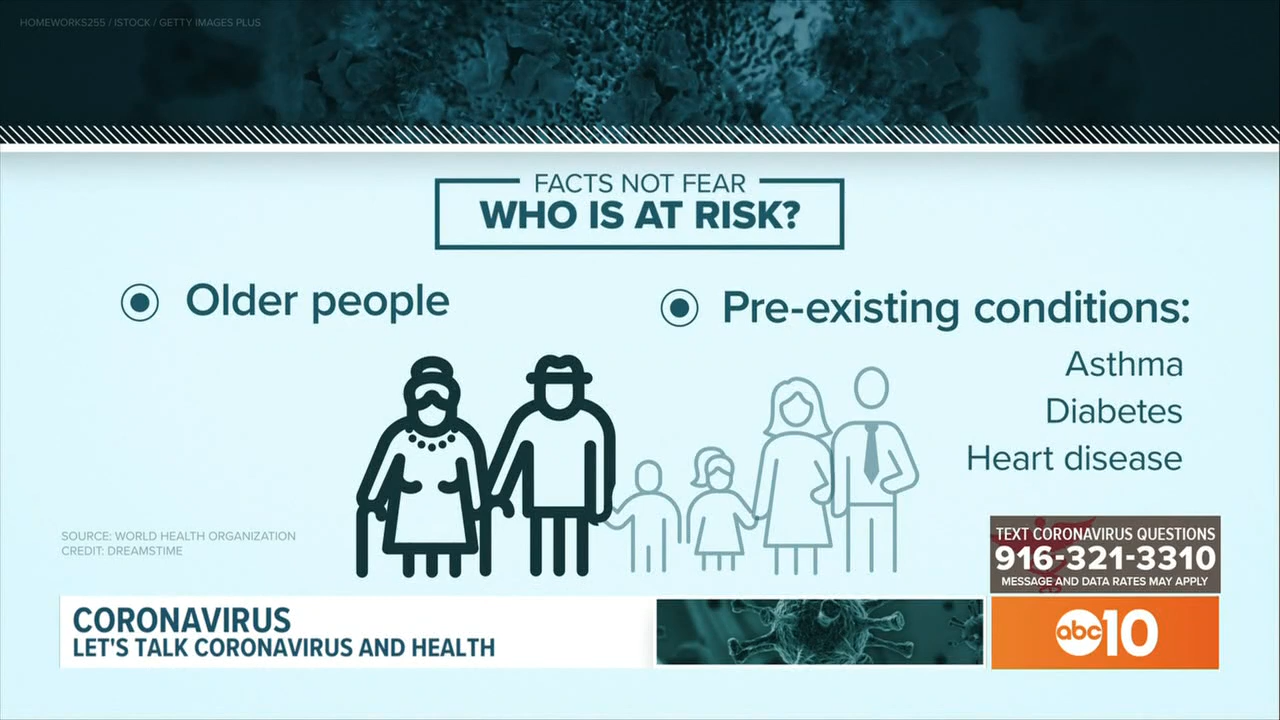 HOMEWORKS255 / ISTOCK / GETTY IMAGES PLUS
FACTS NOT FEAR
WHO IS AT RISK?
Older people
Pre-existing conditions:
Asthma
Diabetes
Heart disease
SOURCE: WORLD HEALTH ORGANIZATION
CREDIT: DREAMSTIME
TEXT CORONAVIRUS QUESTIONS
916-321-3310
MESSAGE AND DATA RATES MAY APPLY
CORONAVIRUS
LET'S TALK CORONAVIRUS AND HEALTH
abc10